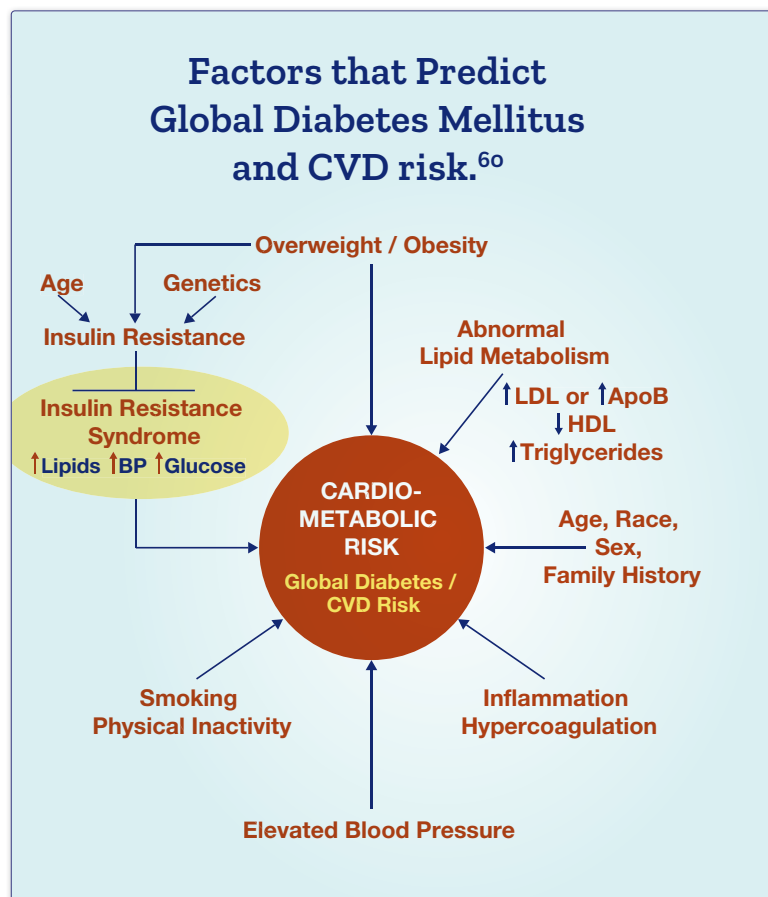 Factors that Predict
Global Diabetes Mellitus
and CVD risk.60
Overweight / Obesity
Age
Genetics
Insulin Resistance
Insulin Resistance
Syndrome
↑Lipids ↑BP ↑Glucose
Abnormal
Lipid Metabolism
↑LDL or ↑ApoB
↓HDL
↑Triglycerides
CARDIO-
METABOLIC
RISK
Global Diabetes /
CVD Risk
Age, Race,
Sex,
Family History
Smoking
Physical Inactivity
Inflammation
Hypercoagulation
Elevated Blood Pressure